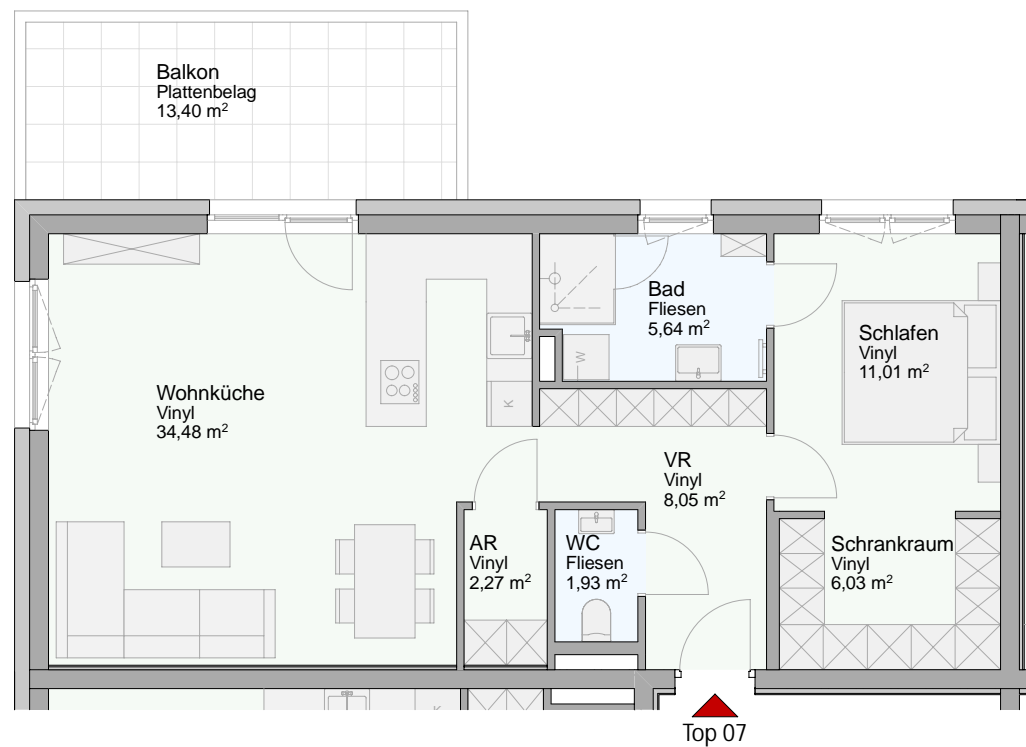 Balkon
Plattenbelag
13,40 m²
Bad
Fliesen
5,64 m²
Schlafen
Vinyl
11,01 m²
Wohnküche
Vinyl
34,48 m²
W
K
VR
Vinyl
8,05 m²
AR
Vinyl
2,27 m²
WC
Fliesen
1,93 m²
Schrankraum
Vinyl
6,03 m²
K
Top 07